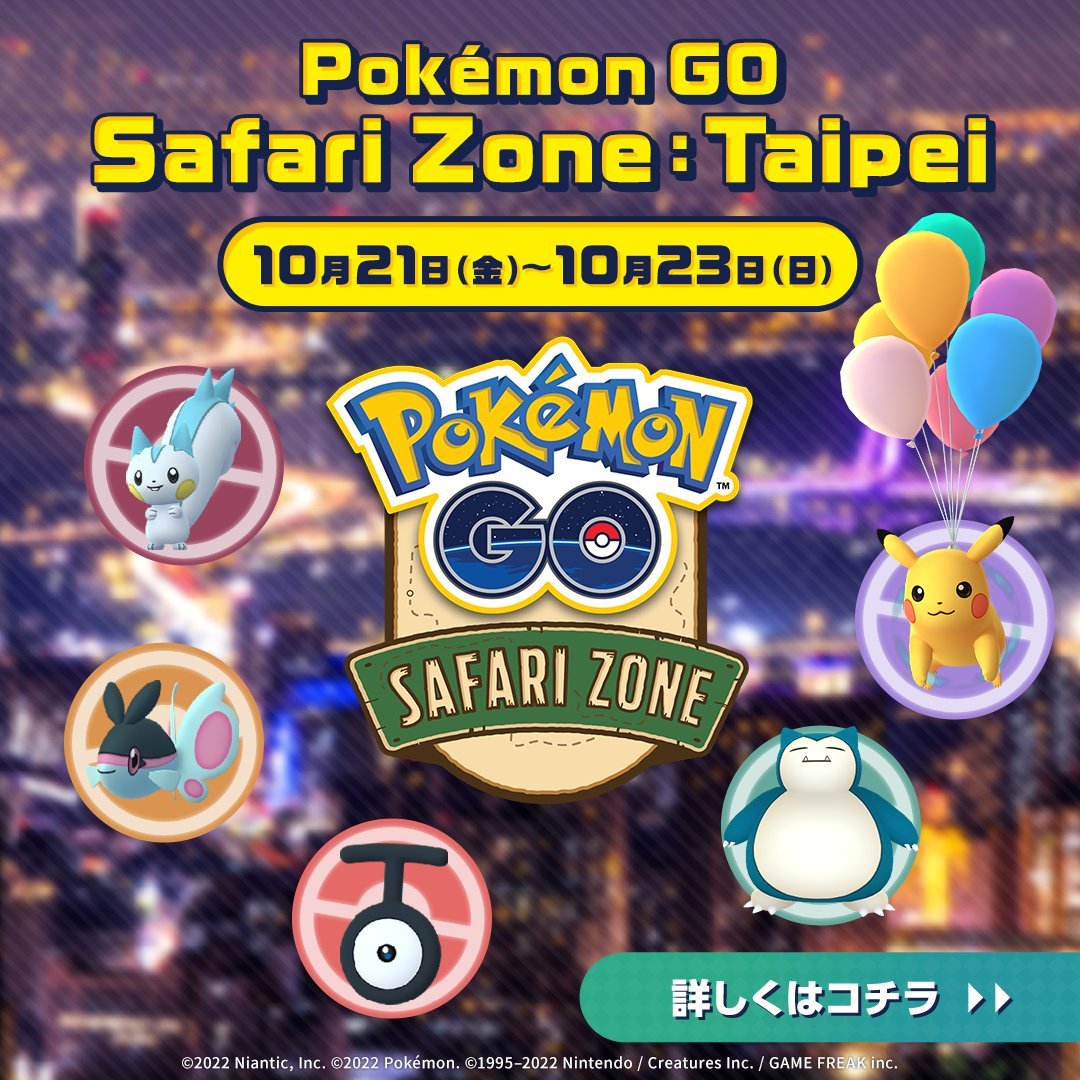 Pokémon GO
Safari Zone：Taipei
10月21日（金）～10月23日（日）
POKéMON
TM
GO
SAFARI ZONE
詳しくはコチラ
©2022 Niantic, Inc. ©2022 Pokémon. ©1995–2022 Nintendo / Creatures Inc. / GAME FREAK inc.